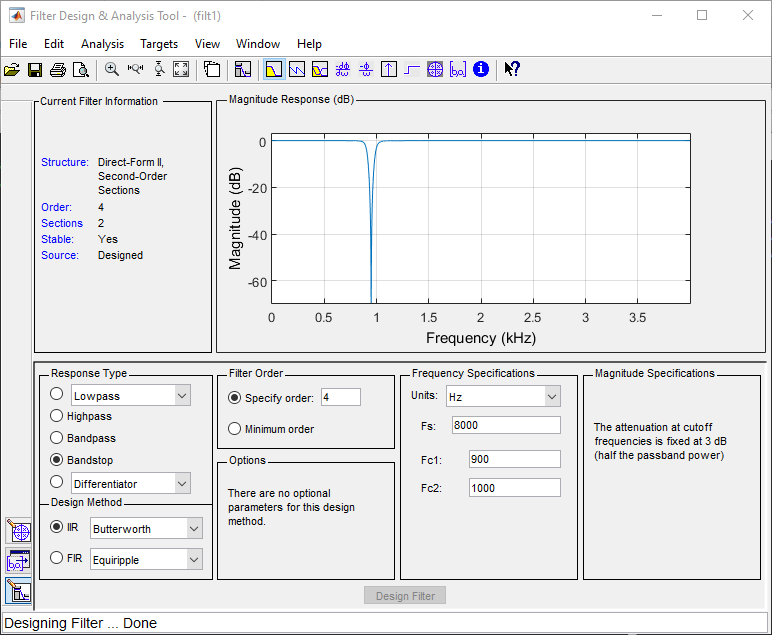 Filter Design & Analysis Tool - (filt1)
File Edit Analysis Targets View Window Help
Current Filter Information
Structure: Direct-Form II,
Second-Order
Sections
Order: 4
Sections 2
Stable: Yes
Source: Designed
Magnitude Response (dB)
Magnitude (dB)
0
-20
-40
-60
0 0.5 1 1.5 2 2.5 3 3.5
Frequency (kHz)
Response Type
Lowpass
Highpass
Bandpass
Bandstop
Differentiator
Design Method
IIR Butterworth
FIR Equiripple
Filter Order
Specify order: 4
Minimum order
Options
There are no optional
parameters for this design
method.
Frequency Specifications
Units: Hz
Fs: 8000
Fc1: 900
Fc2: 1000
Magnitude Specifications
The attenuation at cutoff
frequencies is fixed at 3 dB
(half the passband power)
Design Filter
Designing Filter ... Done